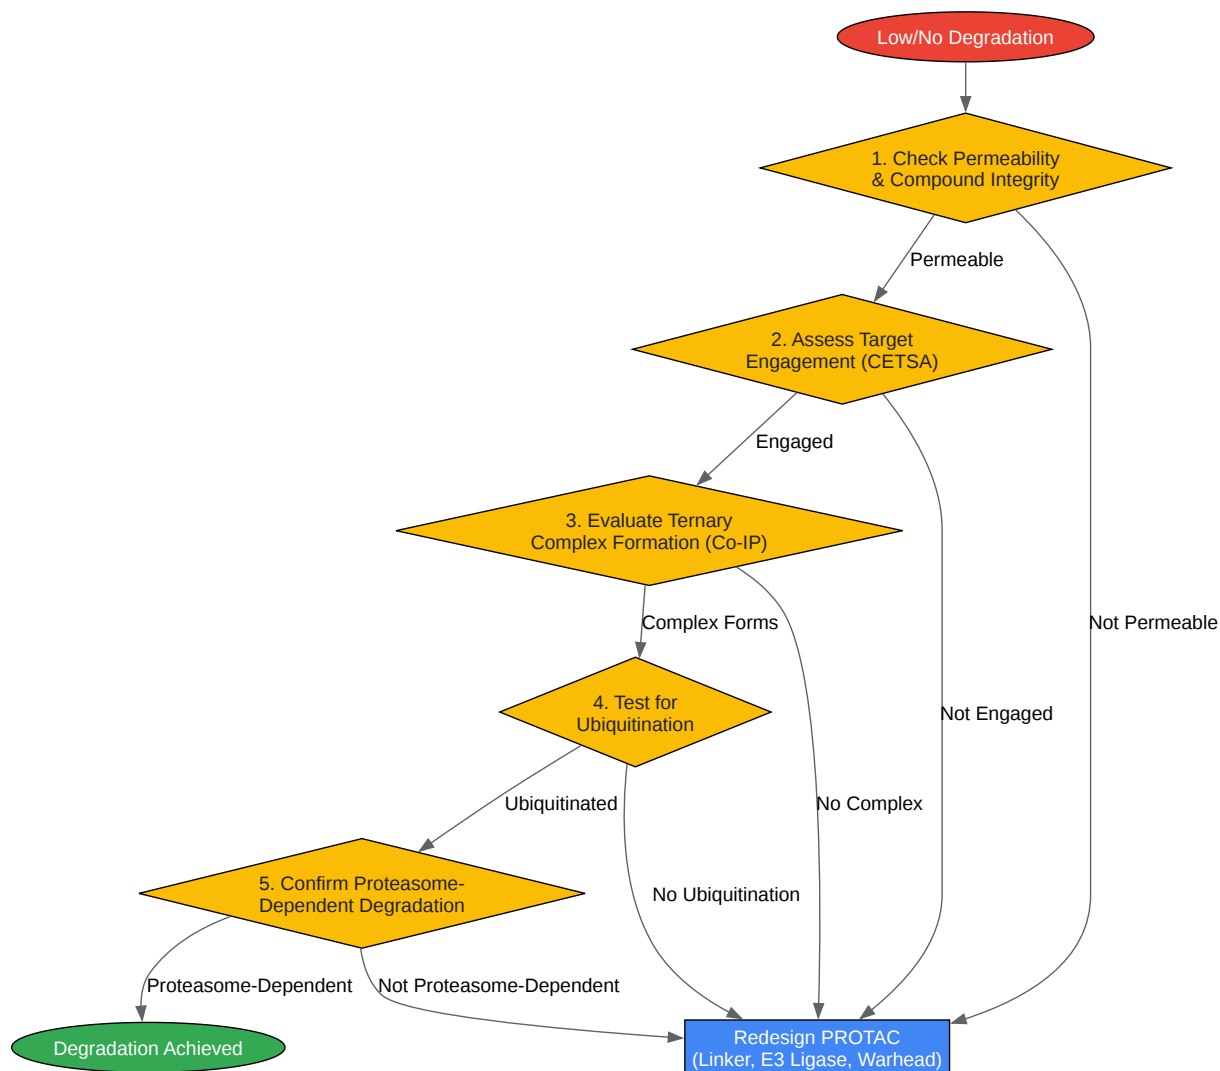 Low/No Degradation
1. Check Permeability
& Compound Integrity
Permeable
2. Assess Target
Engagement (CETSA)
Engaged
3. Evaluate Ternary
Complex Formation (Co-IP)
Complex Forms
Not Permeable
4. Test for
Ubiquitination
Not Engaged
Ubiquitinated
No Complex
5. Confirm Proteasome-
Dependent Degradation
No Ubiquitination
Proteasome-Dependent
Not Proteasome-Dependent
Degradation Achieved
Redesign PROTAC
(Linker, E3 Ligase, Warhead)